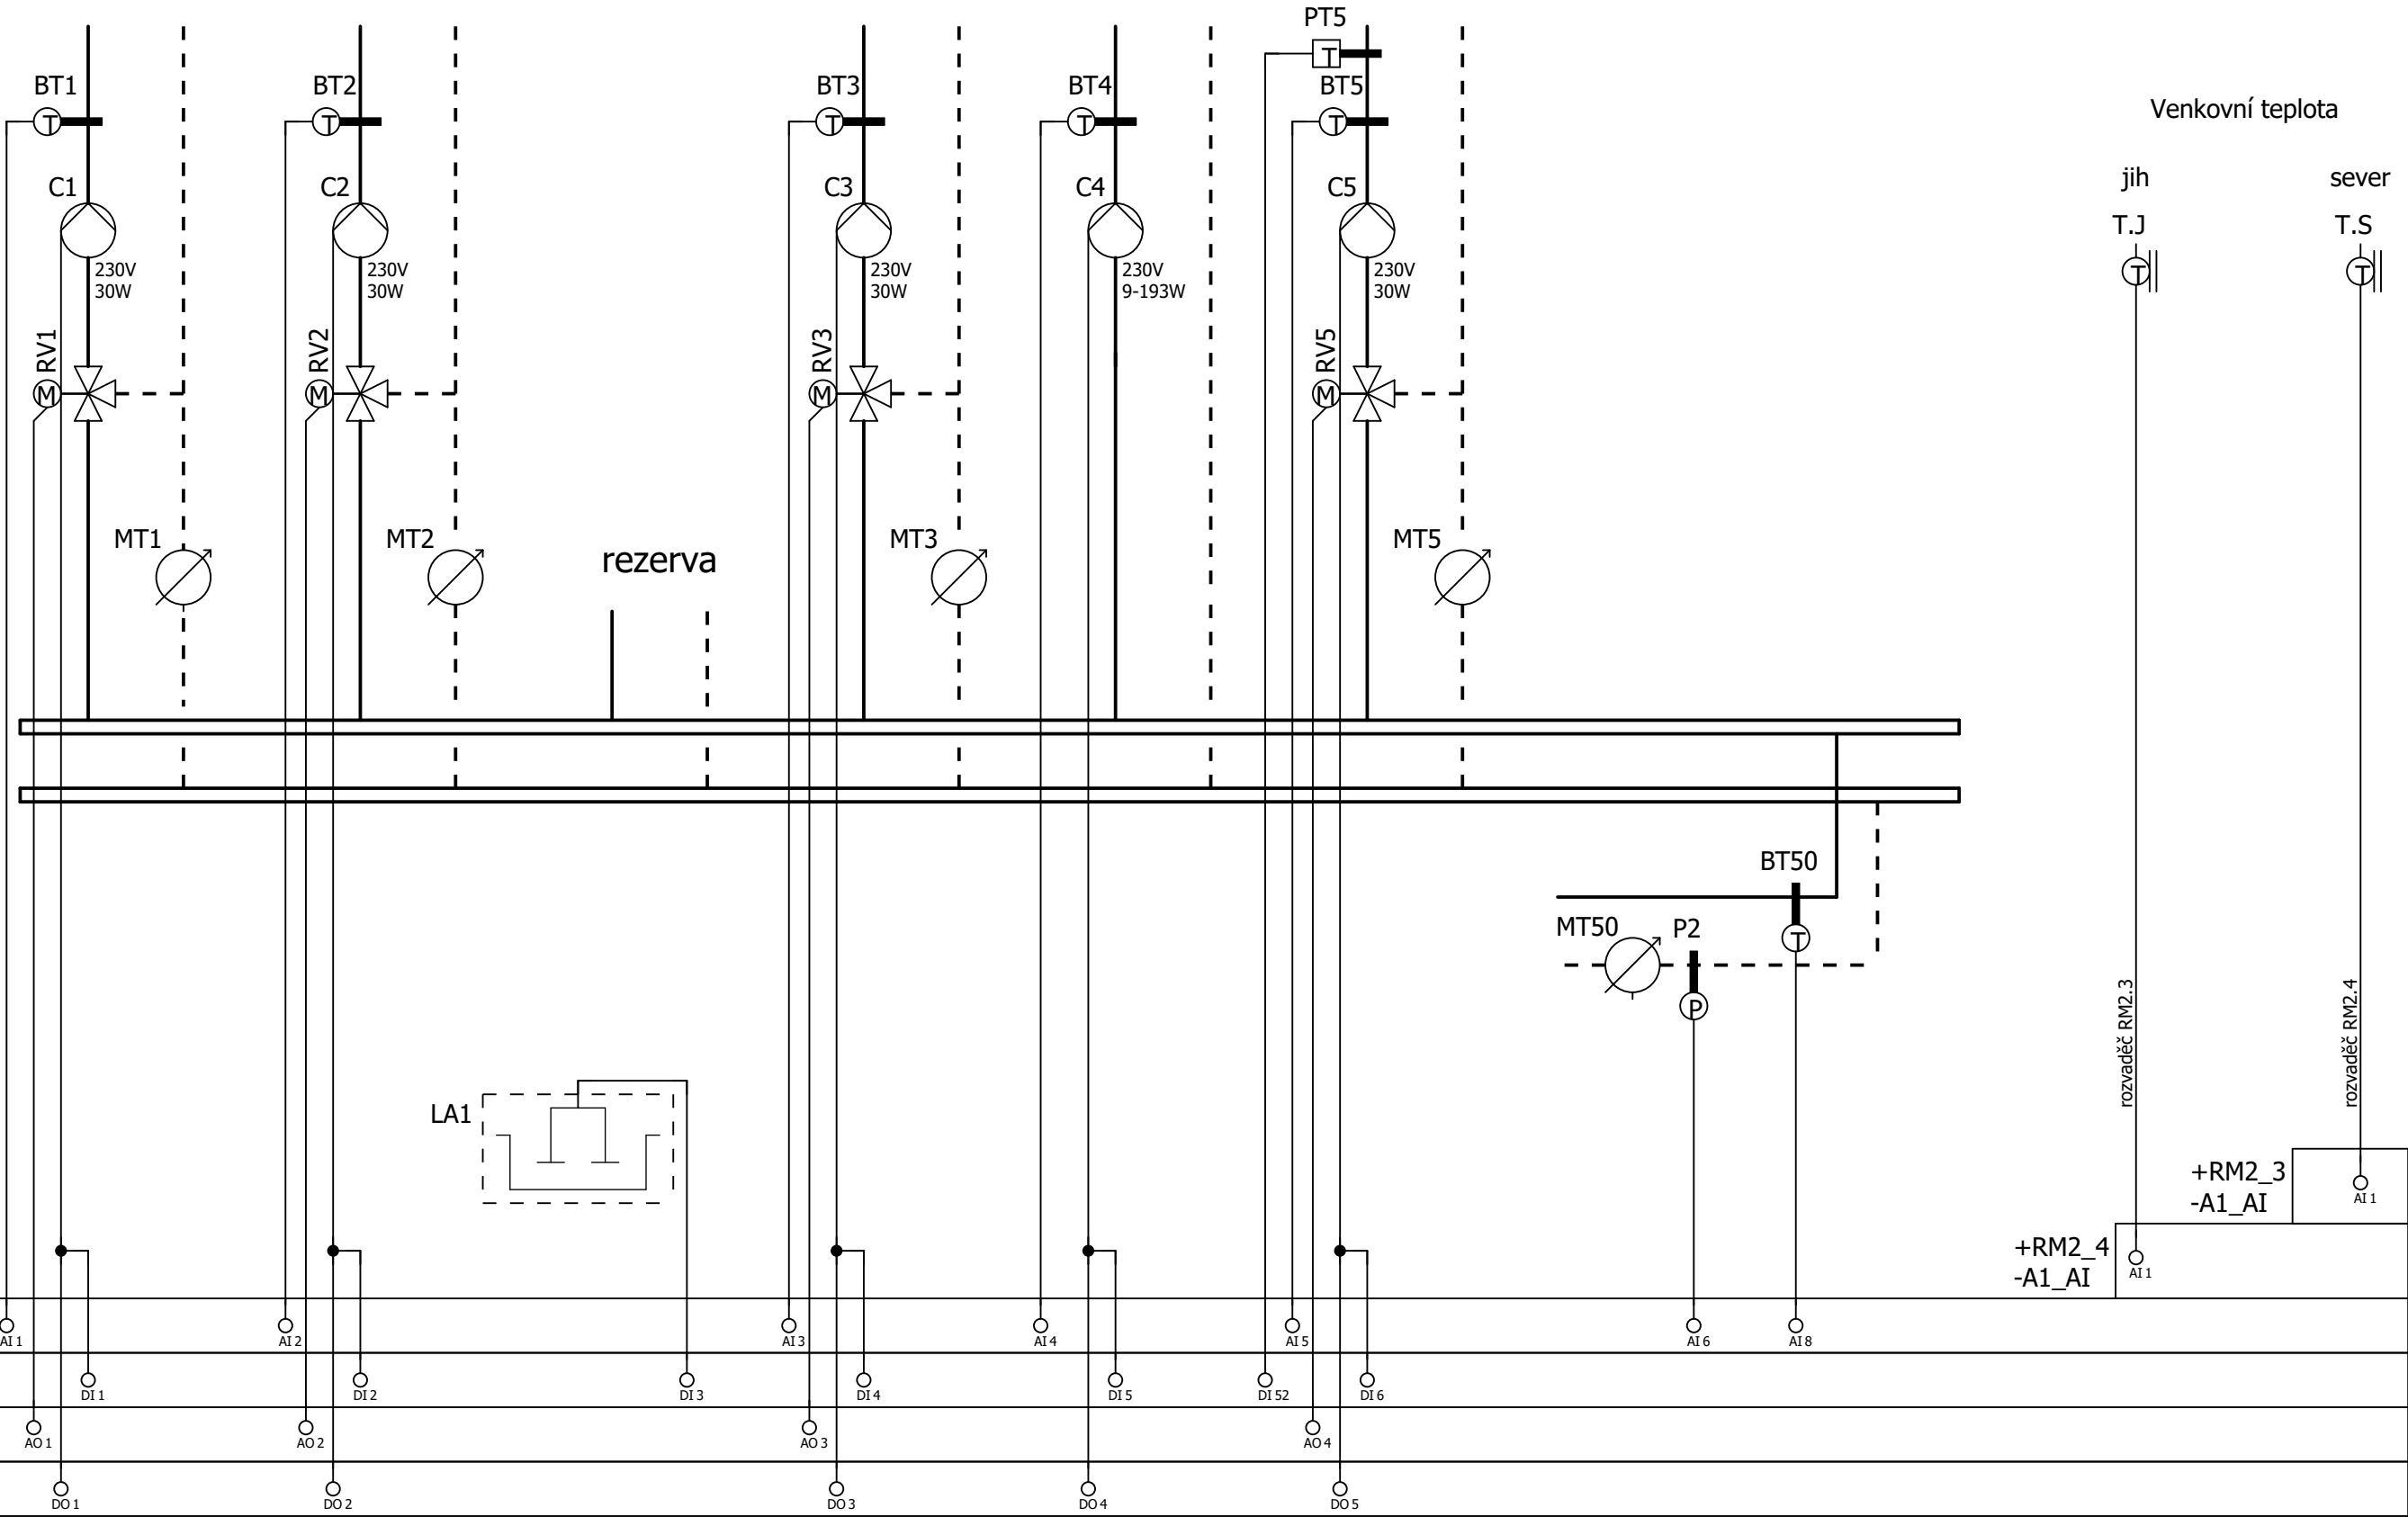 PT5
BT1
BT2
BT3
BT4
BT5
T
T
T
T
T
T
Venkovní teplota
jih
sever
C1
C2
C3
C4
C5
T.J
T.S
T
T
230V
30W
230V
30W
230V
30W
230V
9-193W
230V
30W
RV1
RV2
RV3
RV5
M
M
M
M
MT1
MT2
rezerva
MT3
MT5
BT50
MT50
P2
T
P
rozvaděč RM2.3
rozvaděč RM2.4
LA1
+RM2_3
-A1_AI
AI 1
+RM2_4
-A1_AI
AI 1
AI 1
AI 2
AI 3
AI 4
AI 5
AI 6
AI 8
DI 1
DI 2
DI 3
DI 4
DI 5
DI 52
DI 6
AO 1
AO 2
AO 3
AO 4
DO 1
DO 2
DO 3
DO 4
DO 5